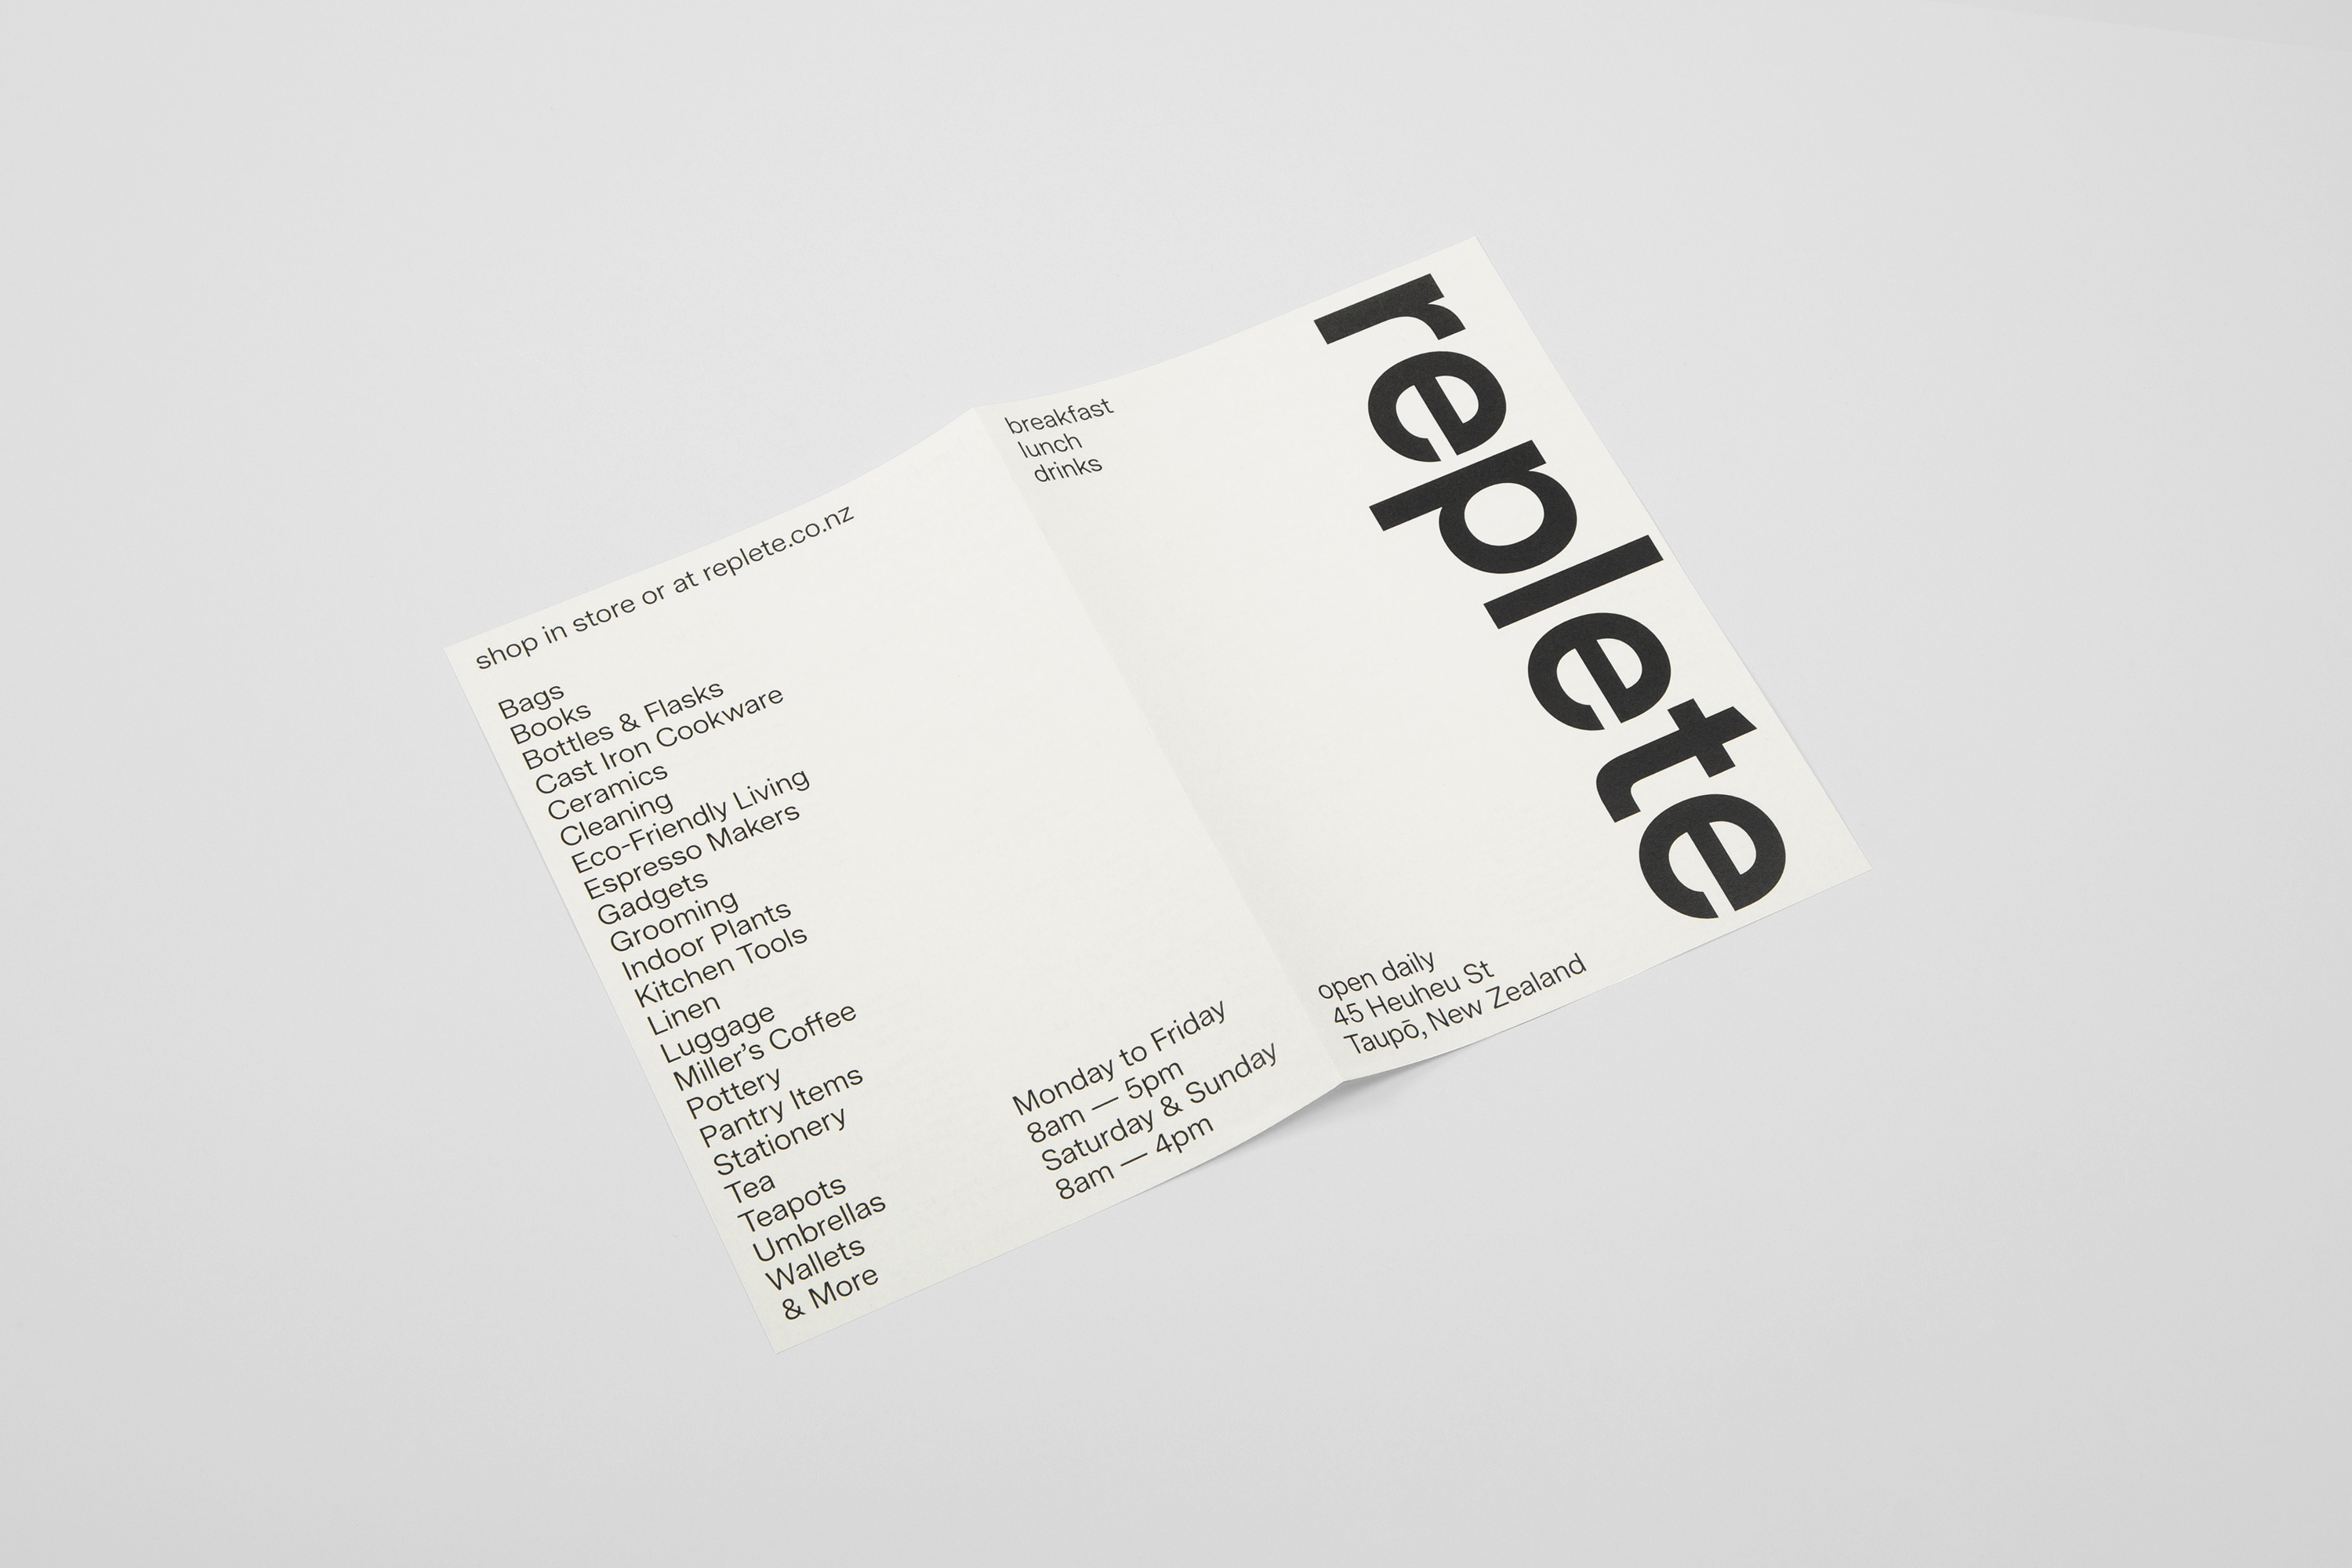 shop in store or at replete.co.nz
Bags
Books
Bottles & Flasks
Cast Iron Cookware
Ceramics
Cleaning
Eco-Friendly Living
Espresso Makers
Gadgets
Grooming
Indoor Plants
Kitchen Tools
Linen
Luggage
Miller’s Coffee
Pottery
Pantry Items
Stationery
Tea
Teapots
Umbrellas
Wallets
& More
Monday to Friday
8am — 5pm
Saturday & Sunday
8am — 4pm
breakfast
lunch
drinks
replete
open daily
45 Heuheu St
Taupō, New Zealand